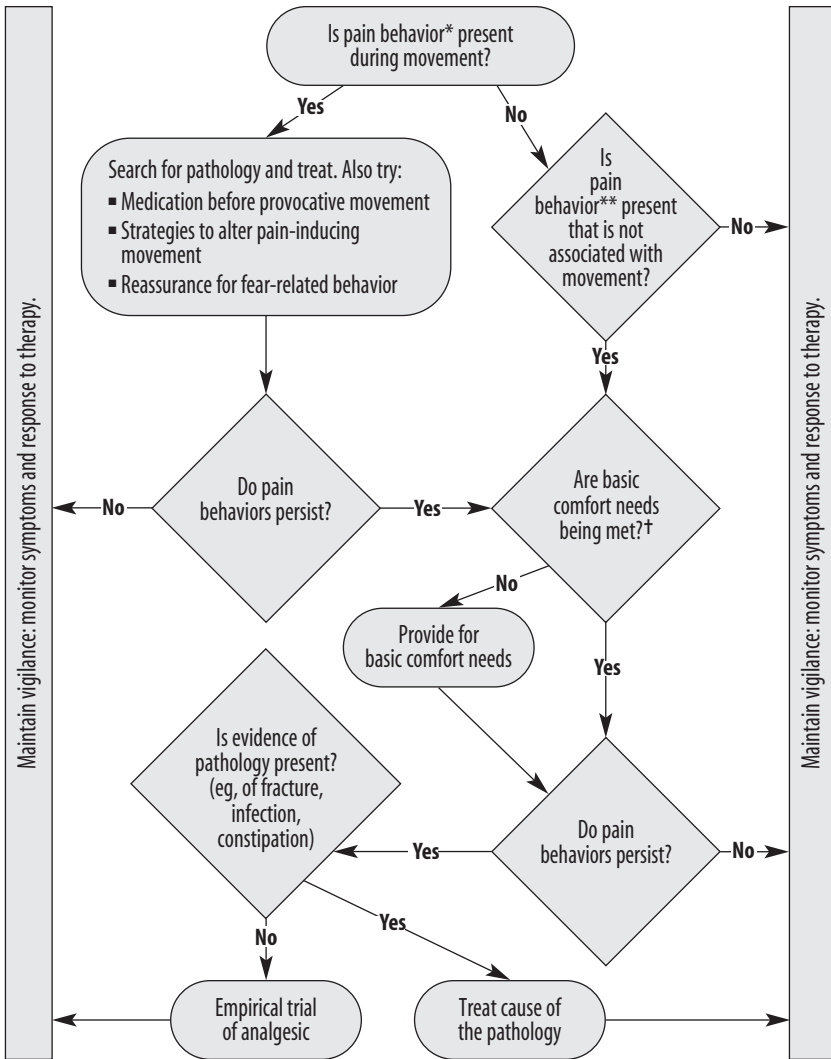 Is pain behavior* present
during movement?
Yes
No
Search for pathology and treat. Also try:
▪ Medication before provocative movement
▪ Strategies to alter pain-inducing
movement
▪ Reassurance for fear-related behavior
Is
pain
behavior** present
that is not
associated with
movement?
No
Yes
Do pain
behaviors persist?
No
Yes
Are basic
comfort needs
being met?†
No
Provide for
basic comfort needs
Yes
Do pain
behaviors persist?
No
Yes
Is evidence of
pathology present?
(eg, of fracture,
infection,
constipation)
No
Yes
Empirical trial
of analgesic
Treat cause of
the pathology
Maintain vigilance: monitor symptoms and response to therapy.
Maintain vigilance: monitor symptoms and response to therapy.